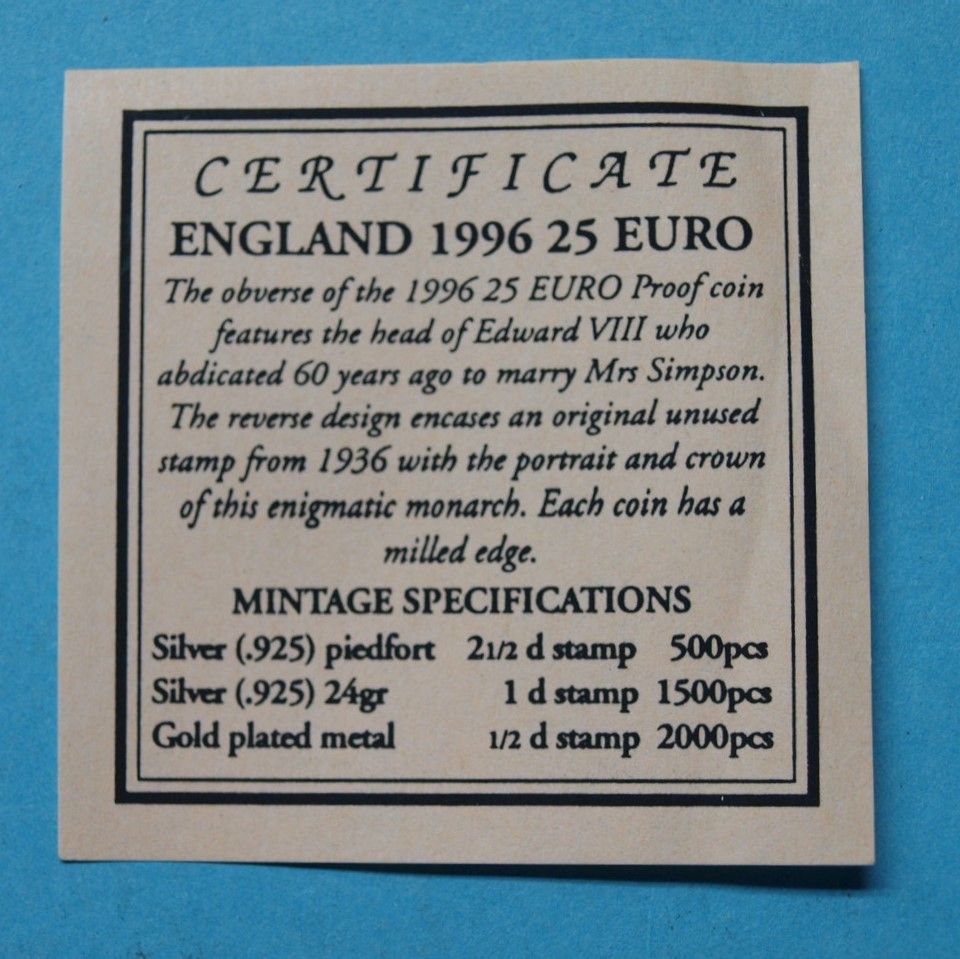 CERTIFICATE
ENGLAND 1996 25 EURO
The obverse of the 1996 25 EURO Proof coin
features the head of Edward VIII who
abdicated 60 years ago to marry Mrs Simpson.
The reverse design encases an original unused
stamp from 1936 with the portrait and crown
of this enigmatic monarch. Each coin has a
milled edge.
MINTAGE SPECIFICATIONS
Silver (.925) piedfort 2 1/2 d stamp 500pcs
Silver (.925) 24gr 1 d stamp 1500pcs
Gold plated metal 1/2 d stamp 2000pcs